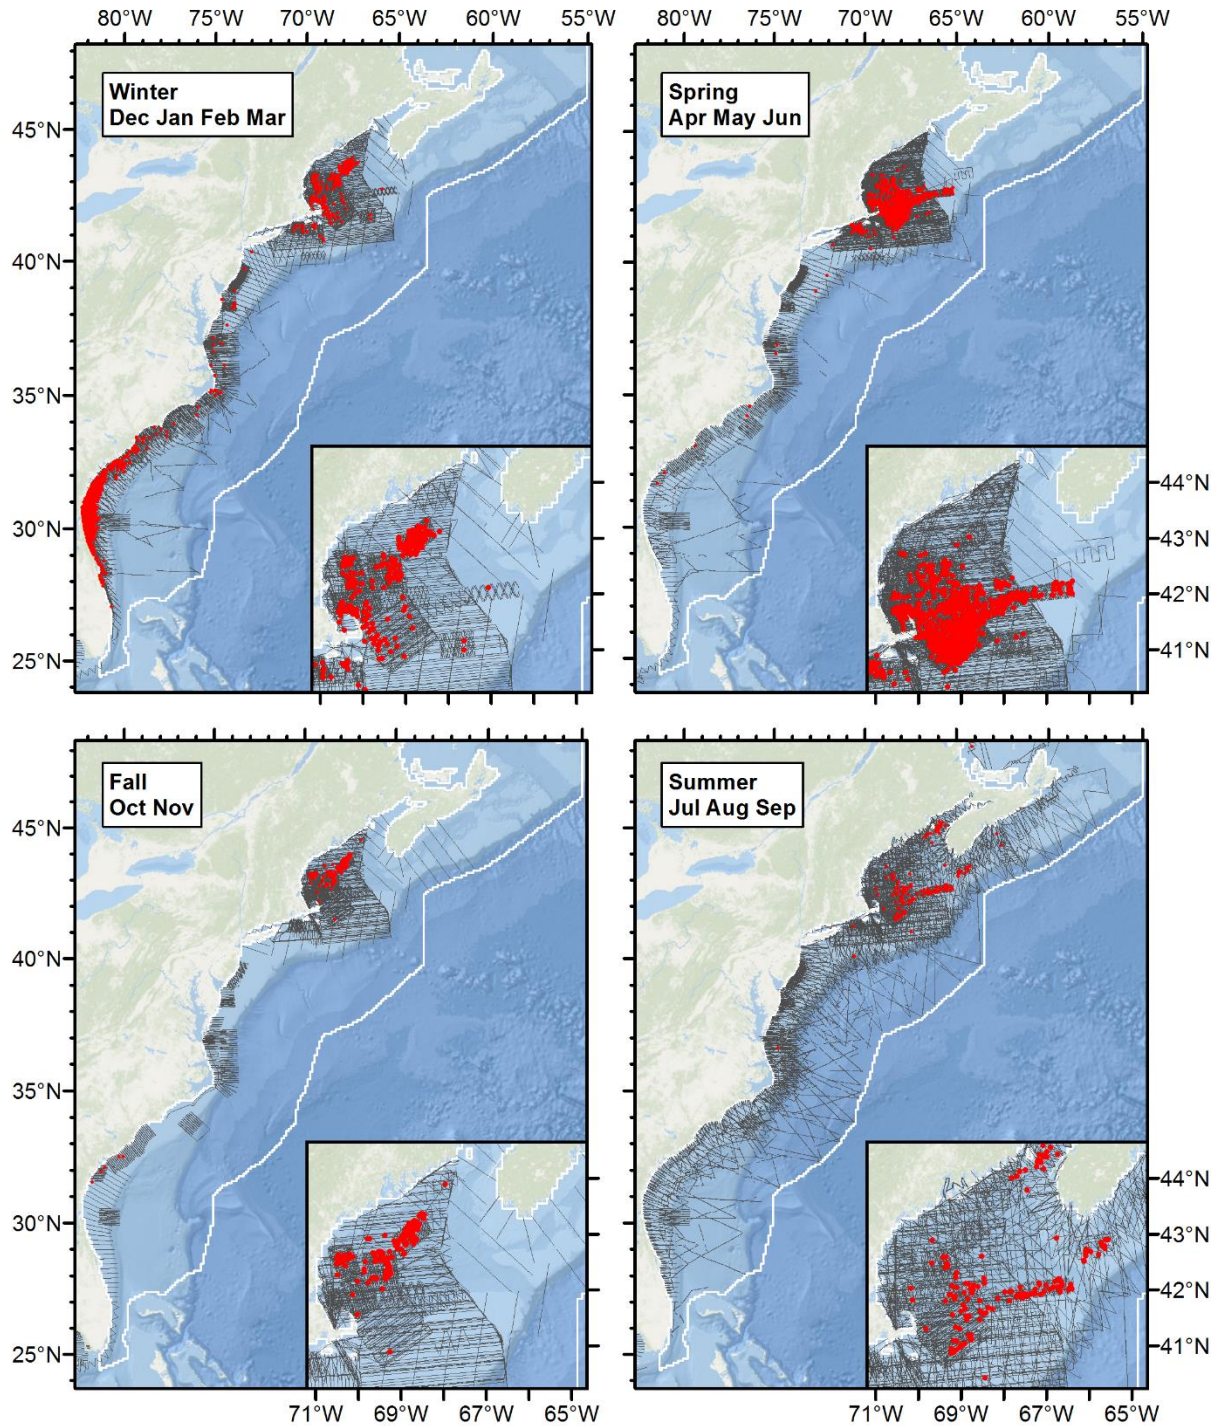 80°W 75°W 70°W 65°W 60°W 55°W
80°W 75°W 70°W 65°W 60°W 55°W
Winter
Dec Jan Feb Mar
Spring
Apr May Jun
45°N
40°N
35°N
30°N
25°N
44°N
43°N
42°N
41°N
Fall
Oct Nov
Summer
Jul Aug Sep
45°N
40°N
35°N
30°N
25°N
44°N
43°N
42°N
41°N
71°W 69°W 67°W 65°W
71°W 69°W 67°W 65°W